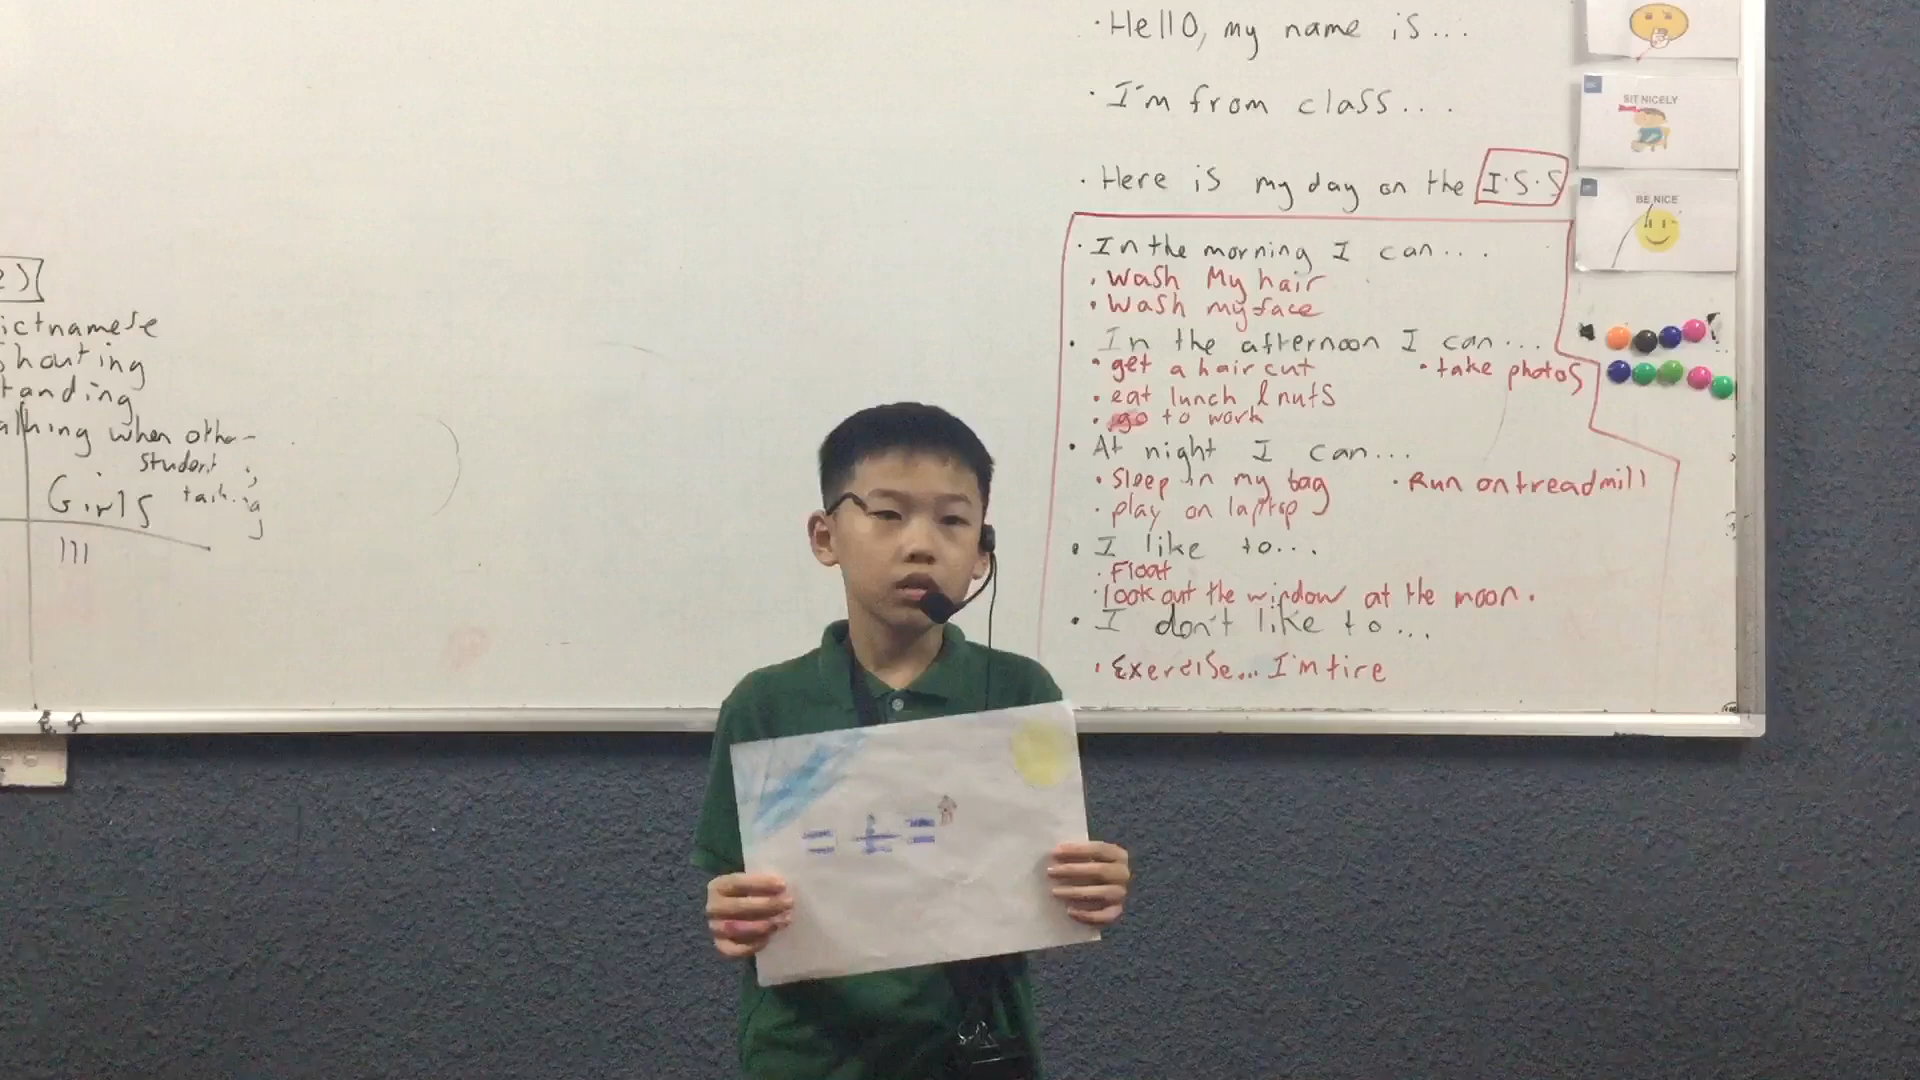 · Hello, my name is...
· I'm from class....
· Here is my day on the I.S.S
· In the morning I can...
· Wash My hair
· Wash my face
· In the afternoon I can...
· get a hair cut
· take photos
· eat lunch & nuts
· go to work
· At night I can...
· Sleep in my bag
· Run on treadmill
· play on laptop
· I like to...
· Float
· look out the window at the moon.
· I don't like to...
· Exercise... I'm tire
SIT NICELY
BE NICE
ictnamese
houting
tanding
when othe-
student
Girls